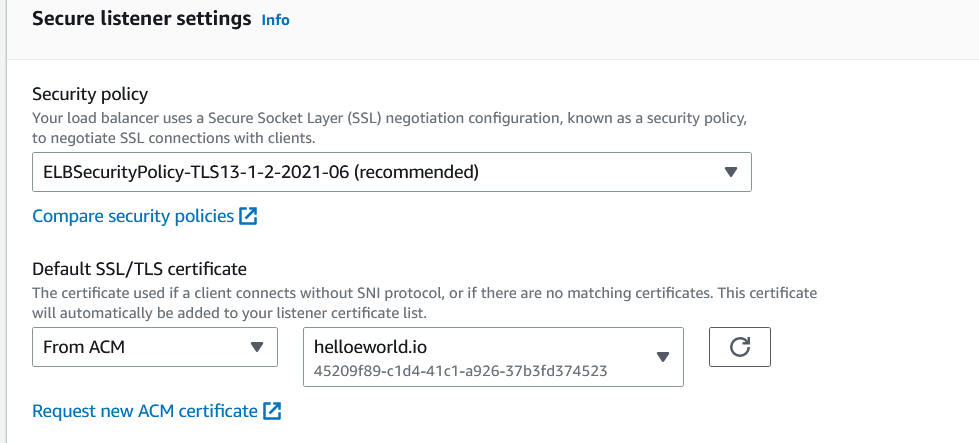 Secure listener settings Info
Security policy
Your load balancer uses a Secure Socket Layer (SSL) negotiation configuration, known as a security policy,
to negotiate SSL connections with clients.
ELBSecurityPolicy-TLS13-1-2-2021-06 (recommended)
Compare security policies
Default SSL/TLS certificate
The certificate used if a client connects without SNI protocol, or if there are no matching certificates. This certificate
will automatically be added to your listener certificate list.
From ACM
helloeworld.io
45209f89-c1d4-41c1-a926-37b3fd374523
Request new ACM certificate